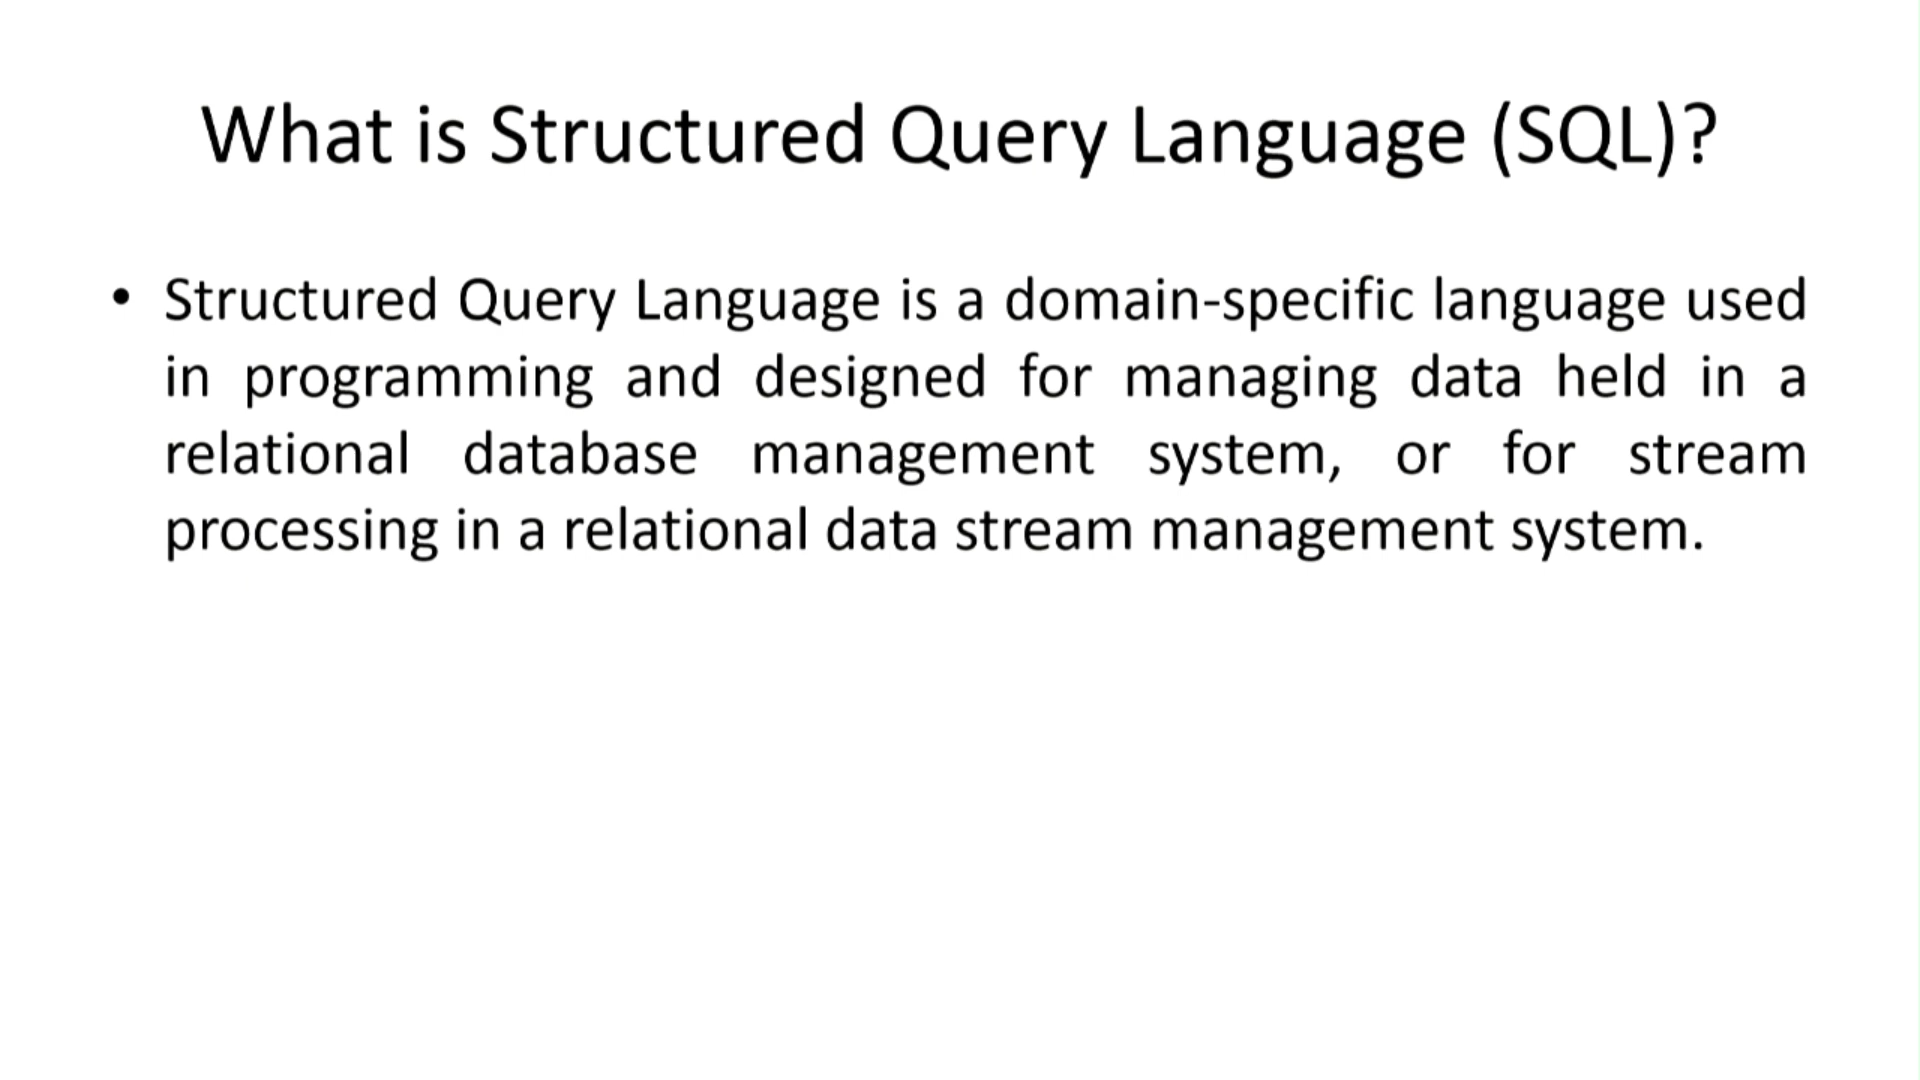 What is Structured Query Language (SQL)?
• Structured Query Language is a domain-specific language used
in programming and designed for managing data held in a
relational database management system, or for stream
processing in a relational data stream management system.